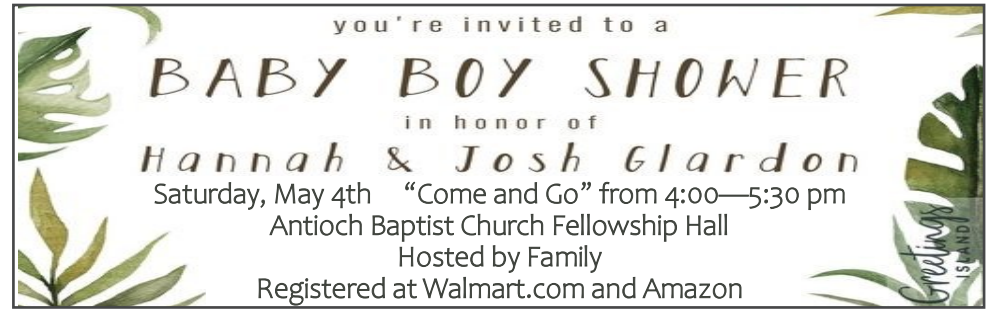 you're invited to a
BABY BOY SHOWER
in honor of
Hannah & Josh Glardon
Saturday, May 4th “Come and Go” from 4:00—5:30 pm
Antioch Baptist Church Fellowship Hall
Hosted by Family
Registered at Walmart.com and Amazon
Greetings
ISLAND